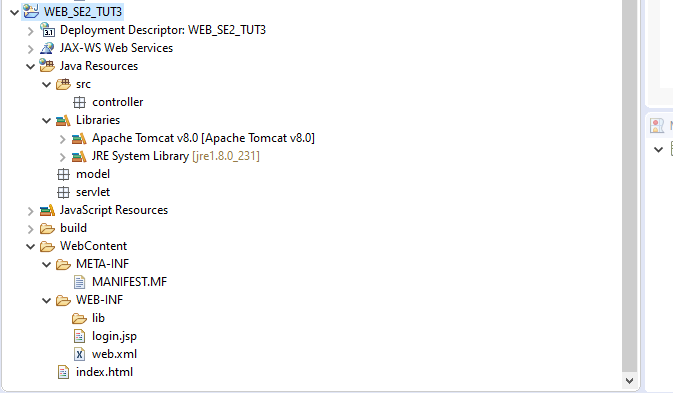 WEB_SE2_TUT3
Deployment Descriptor: WEB_SE2_TUT3
JAX-WS Web Services
Java Resources
src
controller
Libraries
Apache Tomcat v8.0 [Apache Tomcat v8.0]
JRE System Library [jre1.8.0_231]
model
servlet
JavaScript Resources
build
WebContent
META-INF
MANIFEST.MF
WEB-INF
lib
login.jsp
web.xml
index.html